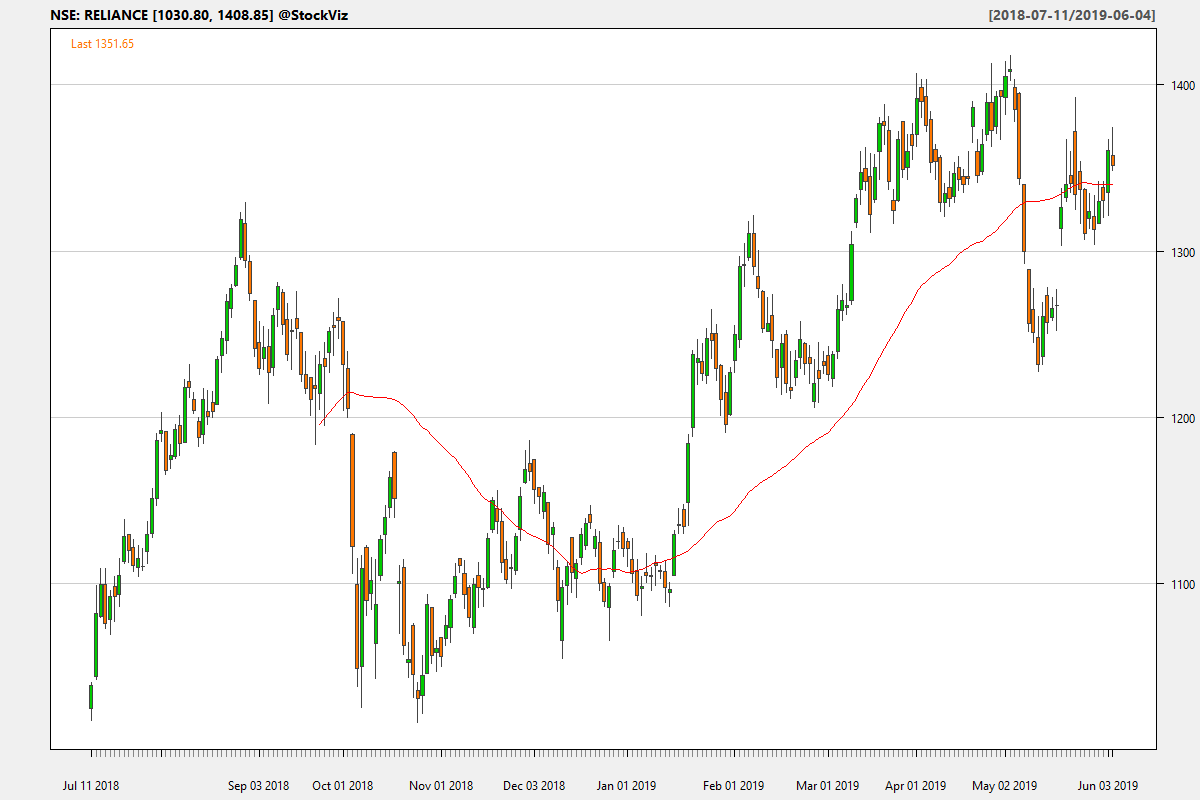 NSE: RELIANCE [1030.80, 1408.85] @StockViz
[2018-07-11/2019-06-04]
Last 1351.65
1400
1300
1200
1100
Jul 11 2018 Sep 03 2018 Oct 01 2018 Nov 01 2018 Dec 03 2018 Jan 01 2019 Feb 01 2019 Mar 01 2019 Apr 01 2019 May 02 2019 Jun 03 2019